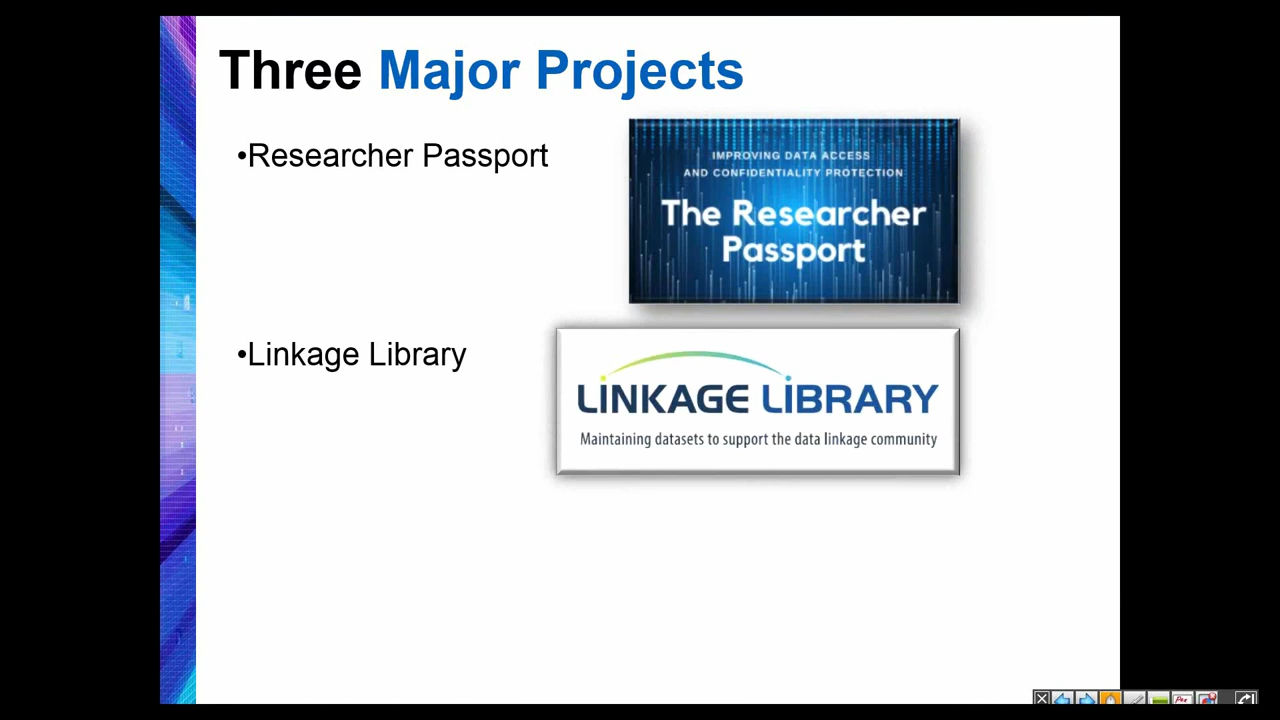 Three Major Projects
•Researcher Passport
IMPROVING DATA ACCESS
AND CONFIDENTIALITY PROTECTION
The Researcher
Passport
•Linkage Library
LINKAGE LIBRARY
Maintaining datasets to support the data linkage community